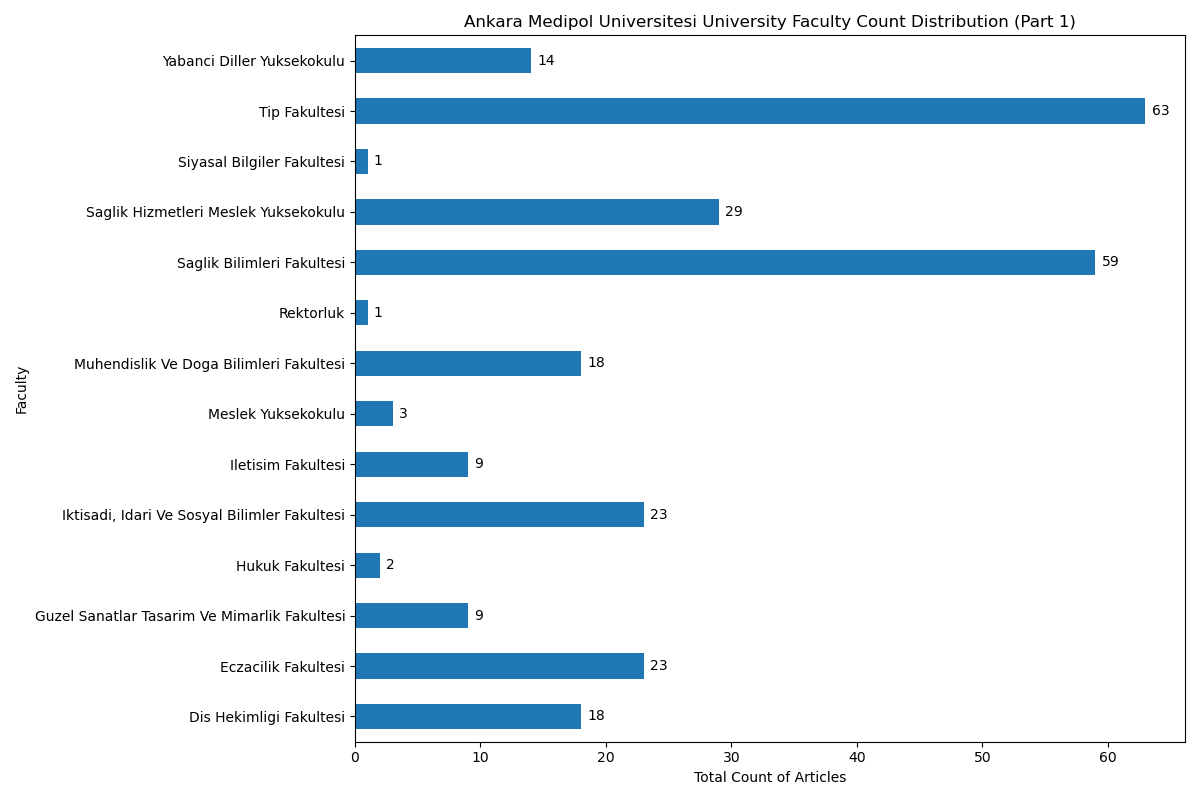 Ankara Medipol Universitesi University Faculty Count Distribution (Part 1)
Faculty
Yabanci Diller Yuksekokulu 14
Tip Fakultesi 63
Siyasal Bilgiler Fakultesi 1
Saglik Hizmetleri Meslek Yuksekokulu 29
Saglik Bilimleri Fakultesi 59
Rektorluk 1
Muhendislik Ve Doga Bilimleri Fakultesi 18
Meslek Yuksekokulu 3
Iletisim Fakultesi 9
Iktisadi, Idari Ve Sosyal Bilimler Fakultesi 23
Hukuk Fakultesi 2
Guzel Sanatlar Tasarim Ve Mimarlik Fakultesi 9
Eczacilik Fakultesi 23
Dis Hekimligi Fakultesi 18
0 10 20 30 40 50 60
Total Count of Articles